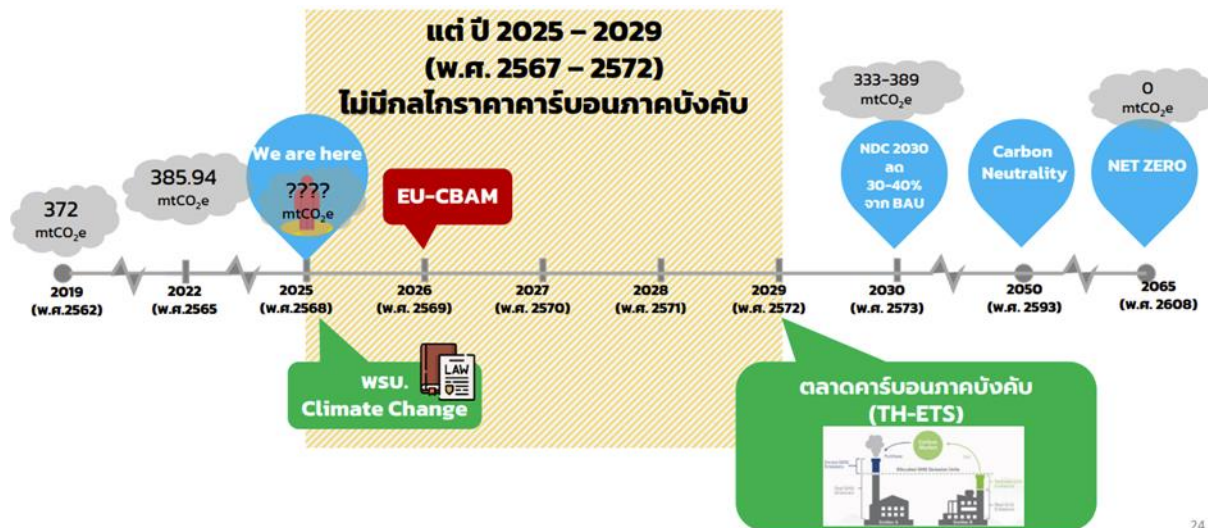 แต่ ปี 2025 – 2029
(พ.ศ. 2567 – 2572)
ไม่มีกลไกราคาคาร์บอนภาคบังคับ
372
mtCO₂e
385.94
mtCO₂e
We are here
????
mtCO₂e
EU-CBAM
333-389
mtCO₂e
NDC 2030
ลด
30-40%
จาก BAU
Carbon
Neutrality
0
mtCO₂e
NET ZERO
2019
(พ.ศ.2562)
2022
(พ.ศ.2565
2025
(พ.ศ.2568)
2026
(พ.ศ. 2569)
2027
(พ.ศ. 2570)
2028
(พ.ศ. 2571)
2029
(พ.ศ. 2572)
2030
(พ.ศ. 2573)
2050
(พ.ศ. 2593)
2065
(พ.ศ. 2608)
พรบ.
Climate Change
LAW
ตลาดคาร์บอนภาคบังคับ
(TH-ETS)
Carbon
Market
Purchase
24